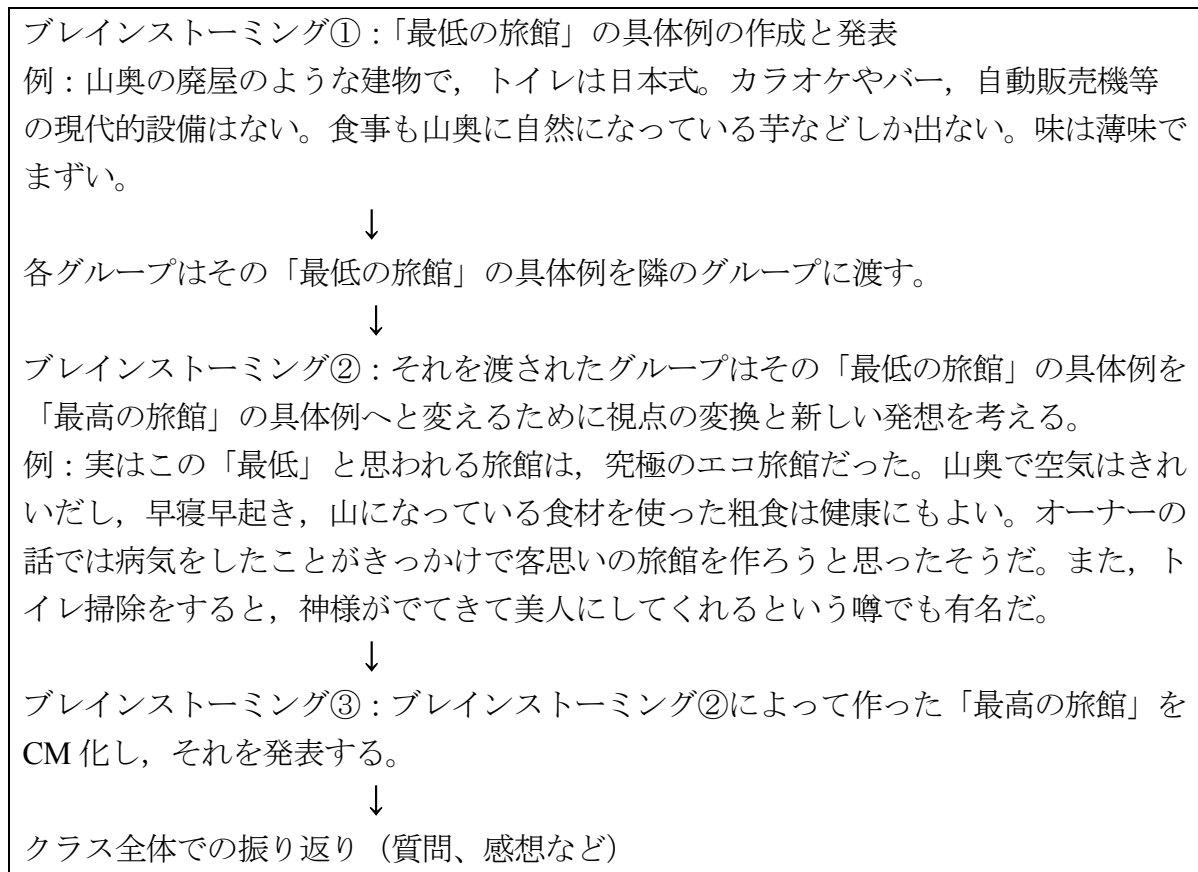 ブレインストーミング①：「最低の旅館」の具体例の作成と発表
例：山奥の廃屋のような建物で，トイレは日本式。カラオケやバー，自動販売機等
の現代的設備はない。食事も山奥に自然になっている芋などしか出ない。味は薄味で
まずい。
↓
各グループはその「最低の旅館」の具体例を隣のグループに渡す。
↓
ブレインストーミング②：それを渡されたグループはその「最低の旅館」の具体例を
「最高の旅館」の具体例へと変えるために視点の変換と新しい発想を考える。
例：実はこの「最低」と思われる旅館は，究極のエコ旅館だった。山奥で空気はきれ
いだし，早寝早起き，山になっている食材を使った粗食は健康にもよい。オーナーの
話では病気をしたことがきっかけで客思いの旅館を作ろうと思ったそうだ。また，ト
イレ掃除をすると，神様がでてきて美人にしてくれるという噂でも有名だ。
↓
ブレインストーミング③：ブレインストーミング②によって作った「最高の旅館」を
CM 化し，それを発表する。
↓
クラス全体での振り返り（質問、感想など）